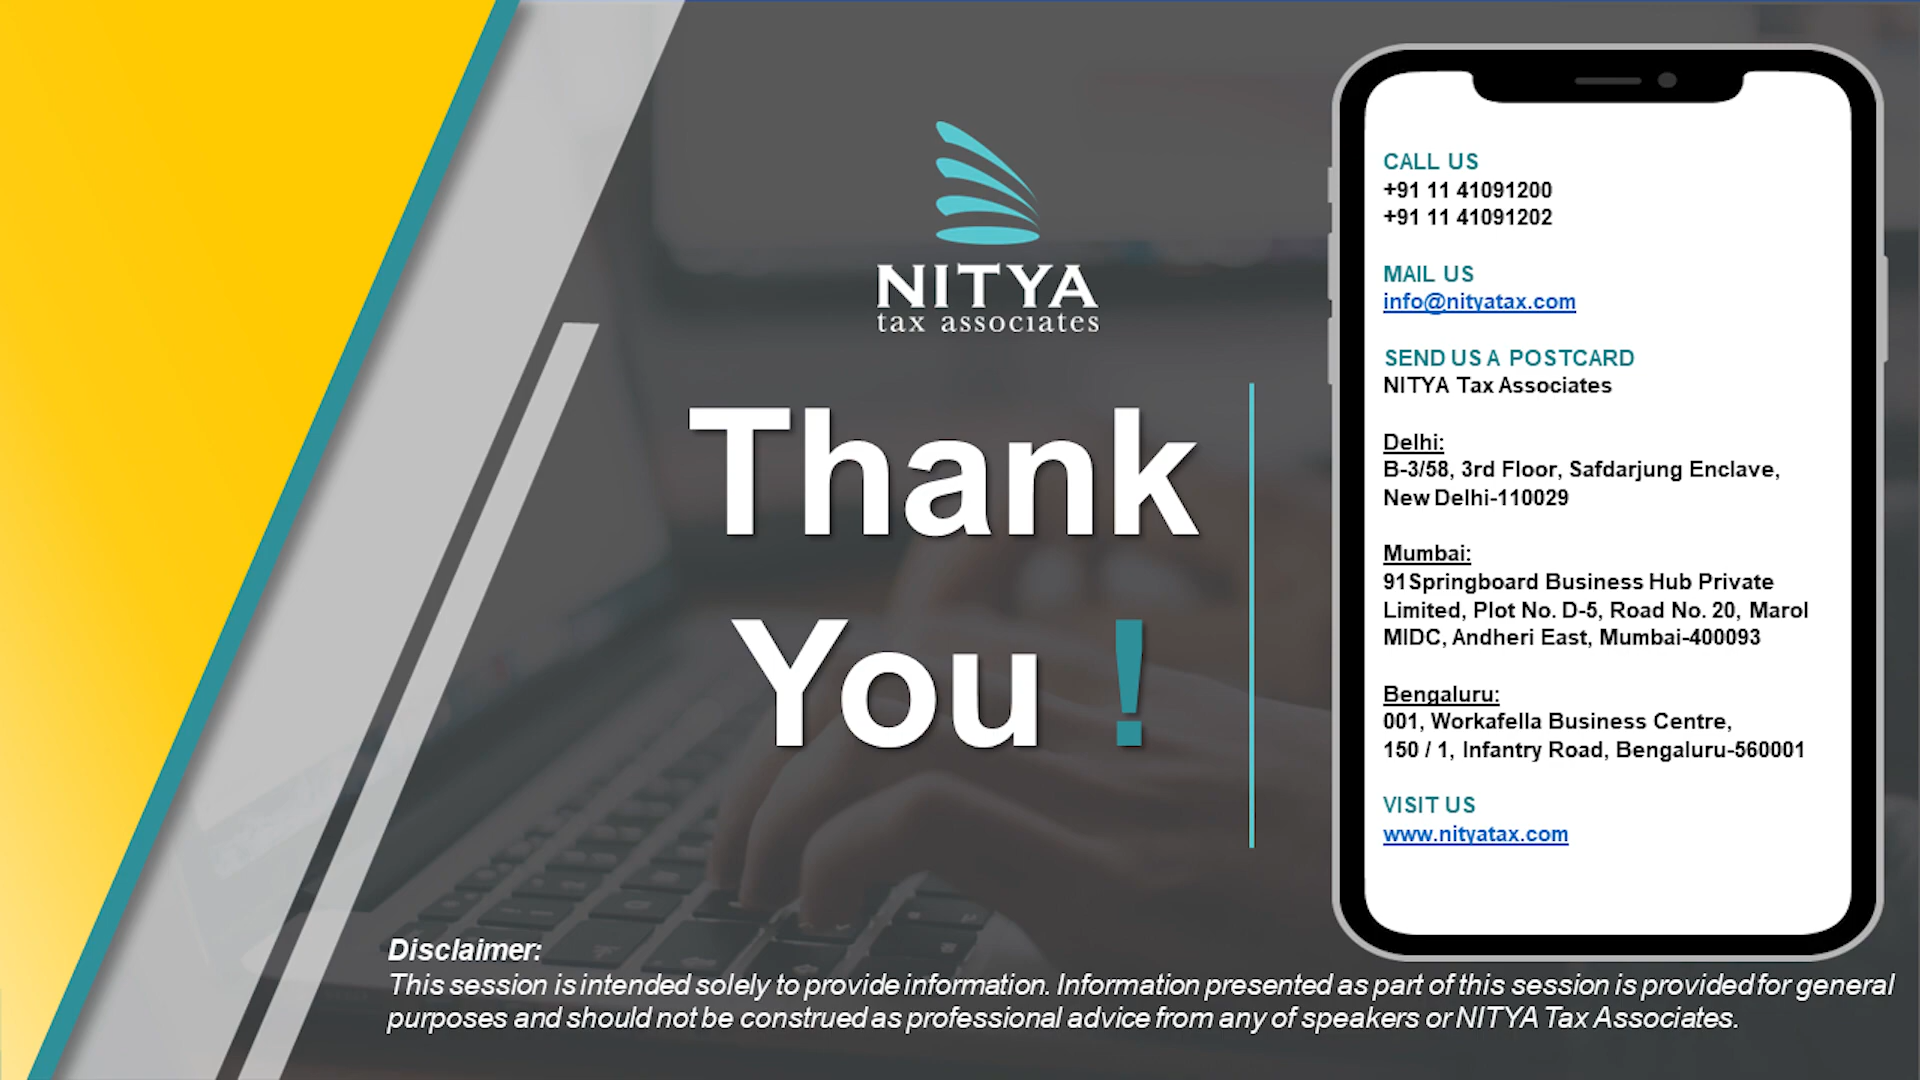 NITYA
tax associates
Thank
You !
CALL US
+91 11 41091200
+91 11 41091202
MAIL US
info@nityatax.com
SEND US A POSTCARD
NITYA Tax Associates
Delhi:
B-3/58, 3rd Floor, Safdarjung Enclave,
New Delhi-110029
Mumbai:
91Springboard Business Hub Private
Limited, Plot No. D-5, Road No. 20, Marol
MIDC, Andheri East, Mumbai-400093
Bengaluru:
001, Workafella Business Centre,
150 / 1, Infantry Road, Bengaluru-560001
VISIT US
www.nityatax.com
Disclaimer:
This session is intended solely to provide information. Information presented as part of this session is provided for general
purposes and should not be construed as professional advice from any of speakers or NITYA Tax Associates.